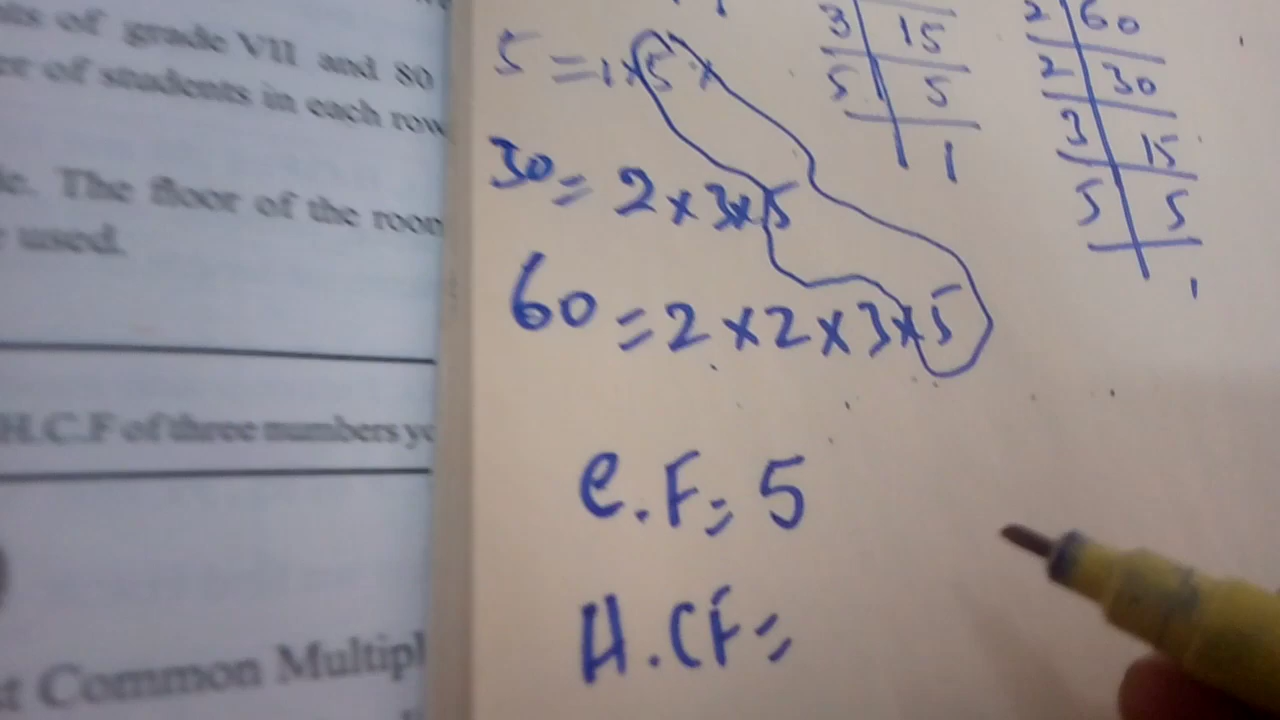 of grade VII and 80
of students in each row
The floor of the room
used.
H.C.F of three numbers
Common Multipl
5 = 1 x 5 x
30 = 2 x 3 x 5
60 = 2 x 2 x 3 x 5
C.F = 5
H.CF =
3 15
5 5
1
2 60
2 30
3 15
5 5
1